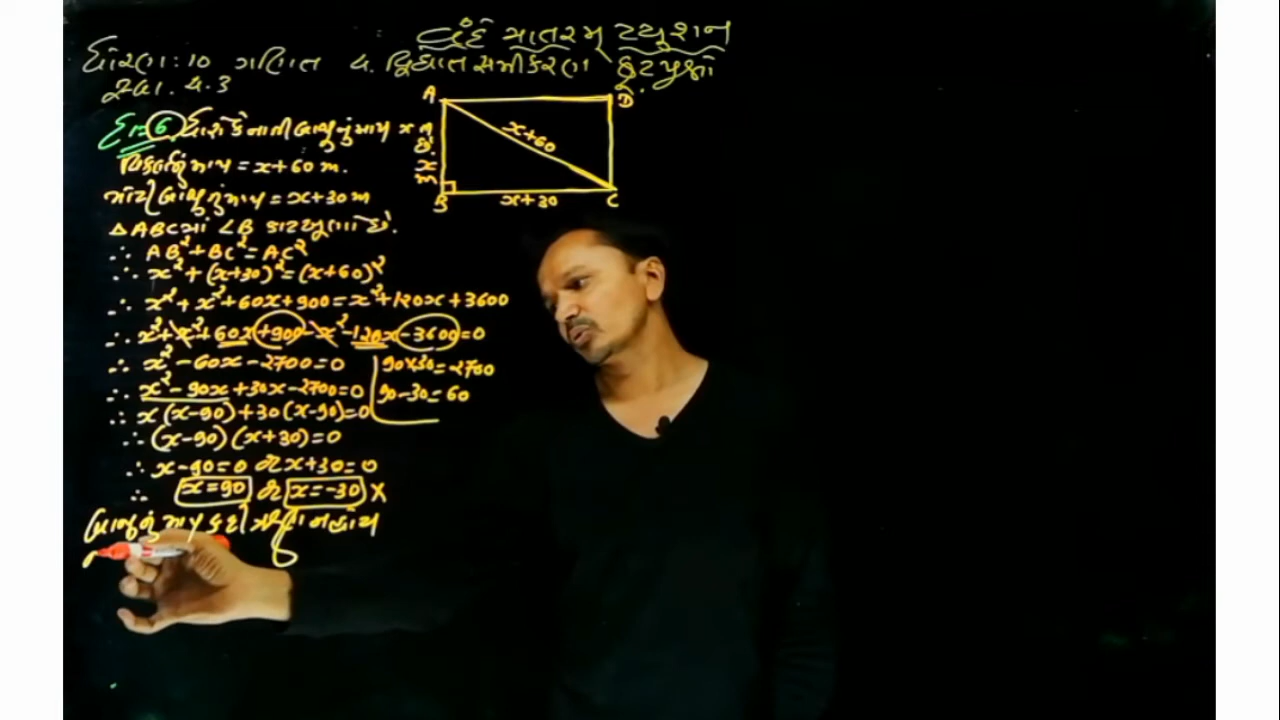 વંદે માતરમ્ ટ્યુશન
ધોરણ:10 ગણિત 4. દ્વિઘાત સમીકરણ
સ્વા. 4.3
6 ધારો કે નાની બાજુનું માપ x મી છે.
વિકર્ણનું માપ = x+60 m.
મોટી બાજુનું માપ = x+30 m
△ABCમાં ∠B કાટખૂણો છે.
∴ AB²+BC²=AC²
∴ x²+(x+30)²=(x+60)²
∴ x²+x²+60x+900=x²+120x+3600
∴ x²+x²+60x+900-x²-120x-3600=0
∴ x²-60x-2700=0
∴ x²-90x+30x-2700=0
∴ x(x-90)+30(x-90)=0
∴ (x-90)(x+30)=0
∴ x-90=0 or x+30=0
∴ x=90 or x=-30 X
બાજુનું માપ કદી ઋણ ન હોય
90×30=2700
90-30=60
A
D
x+60
x
B
x+30
C